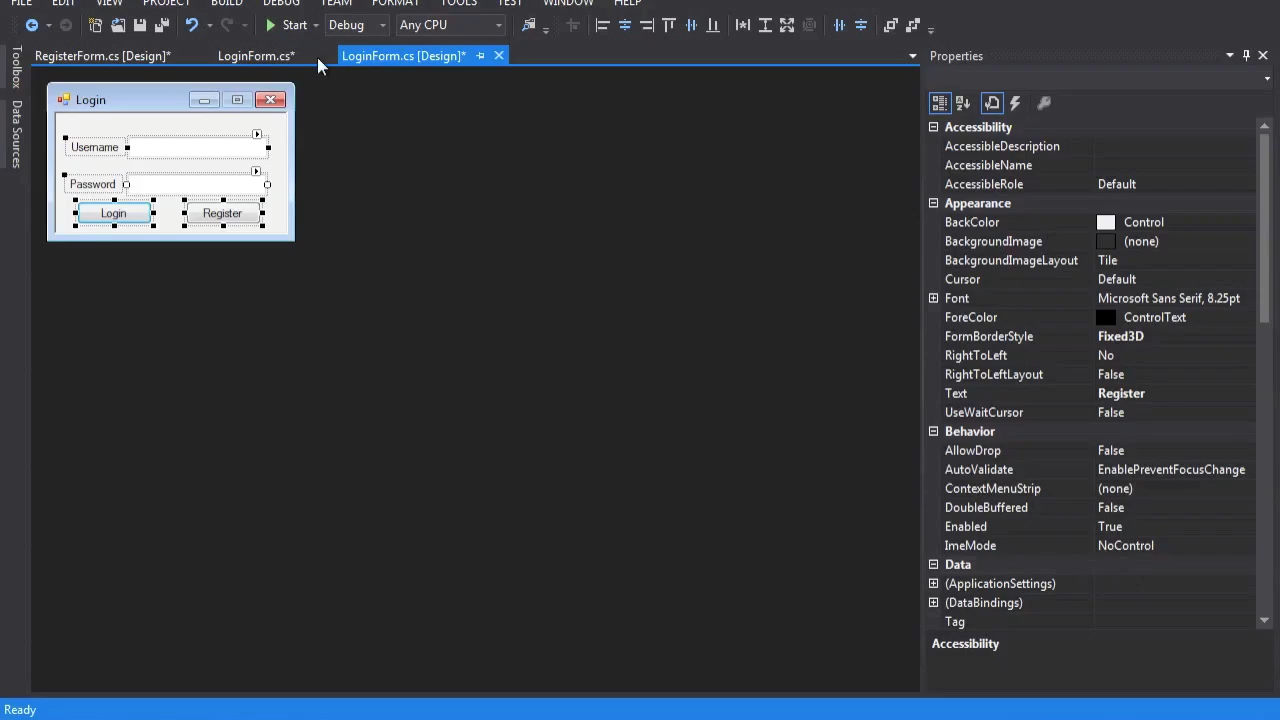 FILE EDIT VIEW PROJECT BUILD DEBUG TEAM FORMAT TOOLS TEST WINDOW HELP
Start Debug Any CPU
RegisterForm.cs [Design]* LoginForm.cs* LoginForm.cs [Design]*
Properties
Toolbox
Data Sources
Login
Username
Password
Login Register
Accessibility
AccessibleDescription
AccessibleName
AccessibleRole Default
Appearance
BackColor Control
BackgroundImage (none)
BackgroundImageLayout Tile
Cursor Default
Font Microsoft Sans Serif, 8.25pt
ForeColor ControlText
FormBorderStyle Fixed3D
RightToLeft No
RightToLeftLayout False
Text Register
UseWaitCursor False
Behavior
AllowDrop False
AutoValidate EnablePreventFocusChange
ContextMenuStrip (none)
DoubleBuffered False
Enabled True
ImeMode NoControl
Data
(ApplicationSettings)
(DataBindings)
Tag
Accessibility
Ready